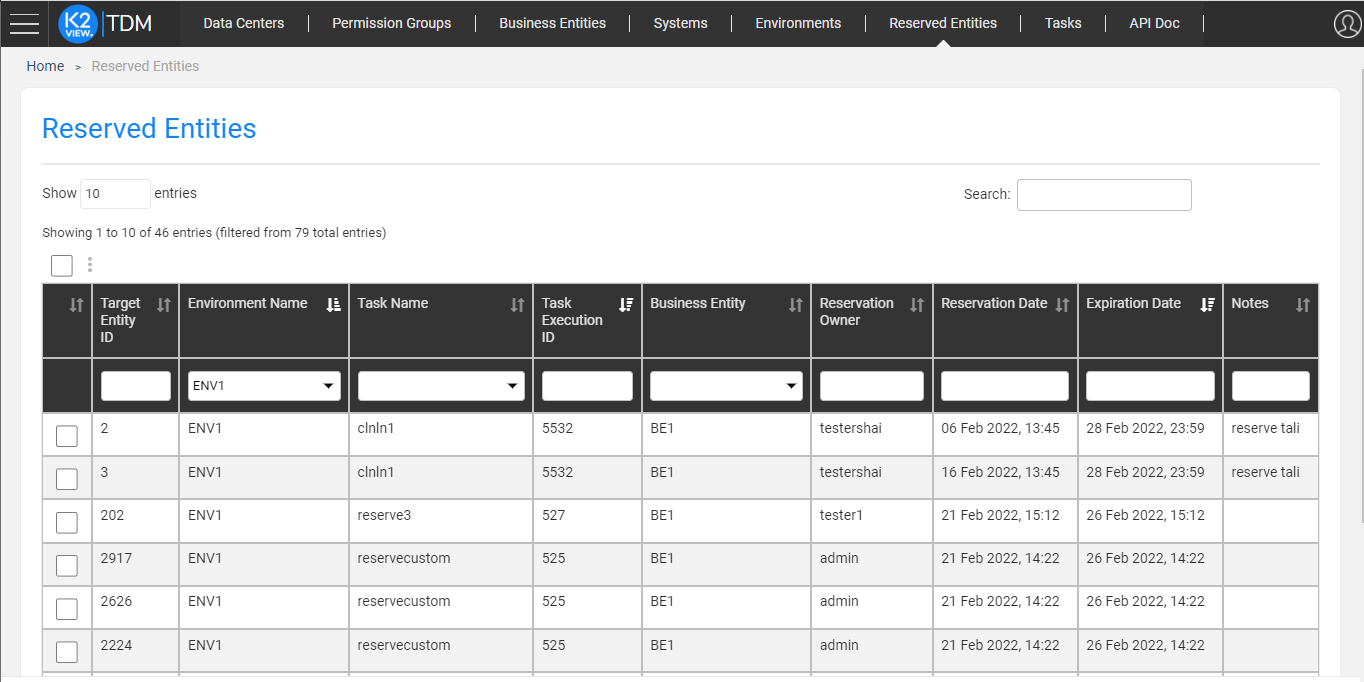 K2 VIEW. TDM Data Centers Permission Groups Business Entities Systems Environments Reserved Entities Tasks API Doc
Home > Reserved Entities
Reserved Entities
Show 10 entries Search:
Showing 1 to 10 of 46 entries (filtered from 79 total entries)
Target Entity ID Environment Name Task Name Task Execution ID Business Entity Reservation Owner Reservation Date Expiration Date Notes
ENV1
2 ENV1 clnln1 5532 BE1 testershai 06 Feb 2022, 13:45 28 Feb 2022, 23:59 reserve tali
3 ENV1 clnln1 5532 BE1 testershai 16 Feb 2022, 13:45 28 Feb 2022, 23:59 reserve tali
202 ENV1 reserve3 527 BE1 tester1 21 Feb 2022, 15:12 26 Feb 2022, 15:12
2917 ENV1 reservecustom 525 BE1 admin 21 Feb 2022, 14:22 26 Feb 2022, 14:22
2626 ENV1 reservecustom 525 BE1 admin 21 Feb 2022, 14:22 26 Feb 2022, 14:22
2224 ENV1 reservecustom 525 BE1 admin 21 Feb 2022, 14:22 26 Feb 2022, 14:22